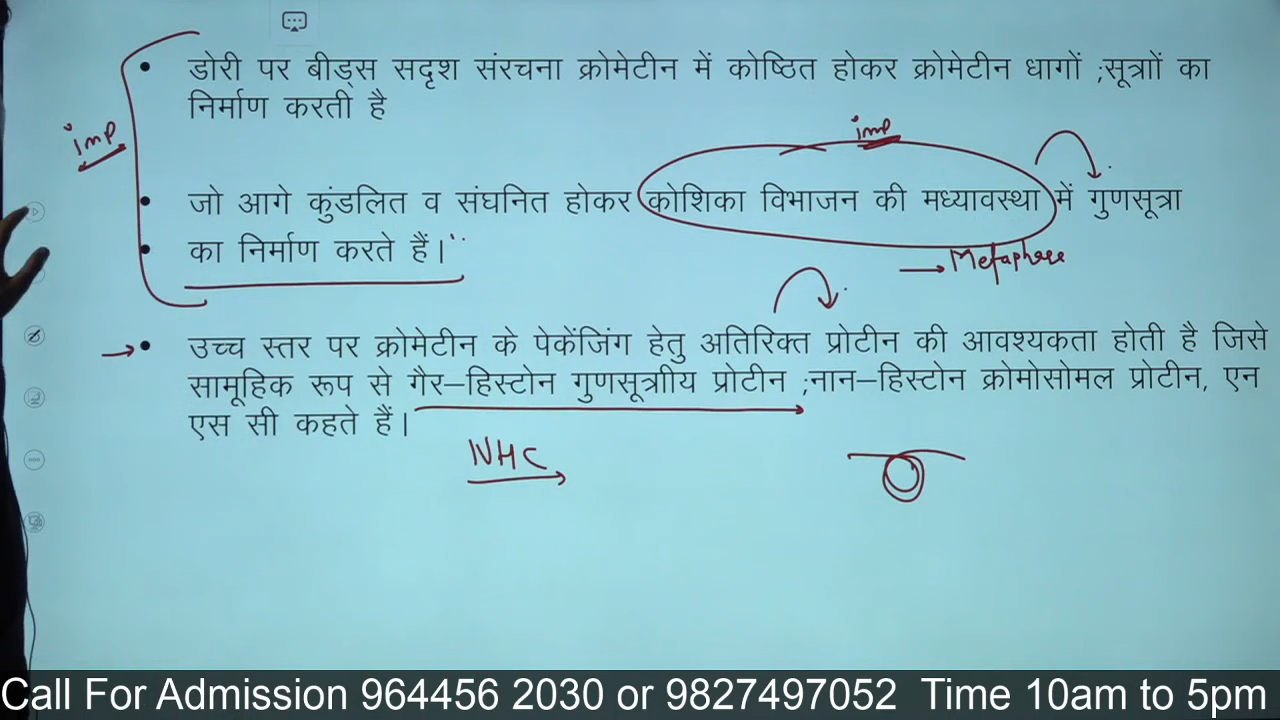 • डोरी पर बीड्स सदृश संरचना क्रोमेटीन में कोष्ठित होकर क्रोमेटीन धागों ;सूत्राों का
निर्माण करती है
imp
imp
• जो आगे कुंडलित व संघनित होकर कोशिका विभाजन की मध्यावस्था में गुणसूत्रा
• का निर्माण करते हैं।
→ Metaphase
→ • उच्च स्तर पर क्रोमेटीन के पेकेंजिंग हेतु अतिरिक्त प्रोटीन की आवश्यकता होती है जिसे
सामूहिक रूप से गैर–हिस्टोन गुणसूत्राीय प्रोटीन ;नान–हिस्टोन क्रोमोसोमल प्रोटीन, एन
एस सी कहते हैं।
NHC
Call For Admission 964456 2030 or 9827497052 Time 10am to 5pm